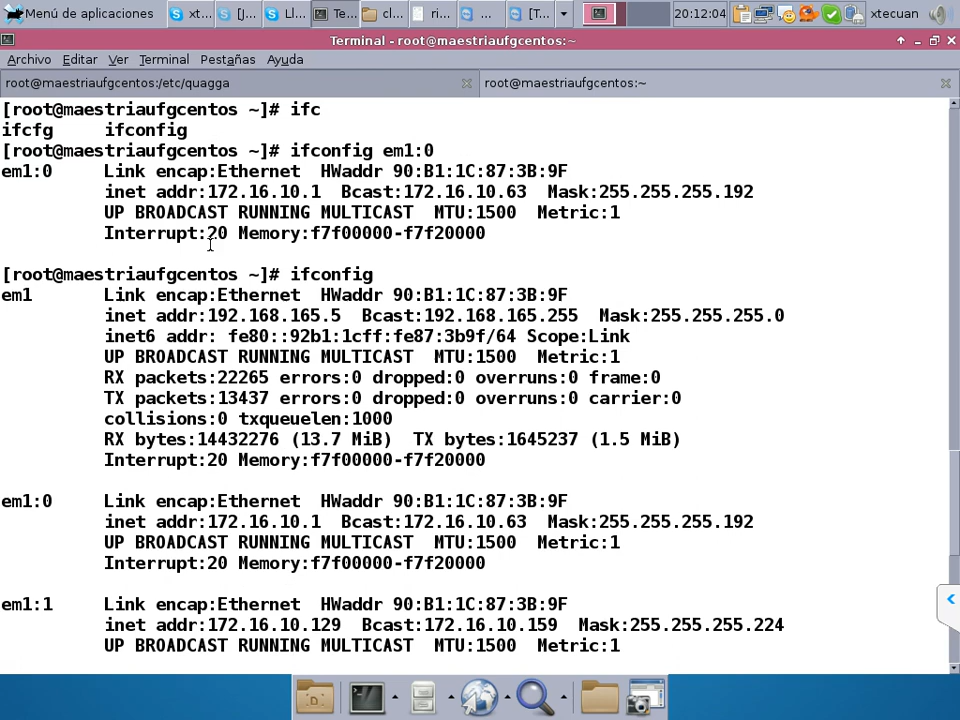 Menú de aplicaciones xt... [J... Ll... Te... cl... ri... ... [T... 20:12:04 xtecuan
Terminal - root@maestriaufgcentos:~
Archivo Editar Ver Terminal Pestañas Ayuda
root@maestriaufgcentos:/etc/quagga root@maestriaufgcentos:~
[root@maestriaufgcentos ~]# ifc
ifcfg ifconfig
[root@maestriaufgcentos ~]# ifconfig em1:0
em1:0 Link encap:Ethernet HWaddr 90:B1:1C:87:3B:9F
inet addr:172.16.10.1 Bcast:172.16.10.63 Mask:255.255.255.192
UP BROADCAST RUNNING MULTICAST MTU:1500 Metric:1
Interrupt:20 Memory:f7f00000-f7f20000
[root@maestriaufgcentos ~]# ifconfig
em1 Link encap:Ethernet HWaddr 90:B1:1C:87:3B:9F
inet addr:192.168.165.5 Bcast:192.168.165.255 Mask:255.255.255.0
inet6 addr: fe80::92b1:1cff:fe87:3b9f/64 Scope:Link
UP BROADCAST RUNNING MULTICAST MTU:1500 Metric:1
RX packets:22265 errors:0 dropped:0 overruns:0 frame:0
TX packets:13437 errors:0 dropped:0 overruns:0 carrier:0
collisions:0 txqueuelen:1000
RX bytes:14432276 (13.7 MiB) TX bytes:1645237 (1.5 MiB)
Interrupt:20 Memory:f7f00000-f7f20000
em1:0 Link encap:Ethernet HWaddr 90:B1:1C:87:3B:9F
inet addr:172.16.10.1 Bcast:172.16.10.63 Mask:255.255.255.192
UP BROADCAST RUNNING MULTICAST MTU:1500 Metric:1
Interrupt:20 Memory:f7f00000-f7f20000
em1:1 Link encap:Ethernet HWaddr 90:B1:1C:87:3B:9F
inet addr:172.16.10.129 Bcast:172.16.10.159 Mask:255.255.255.224
UP BROADCAST RUNNING MULTICAST MTU:1500 Metric:1